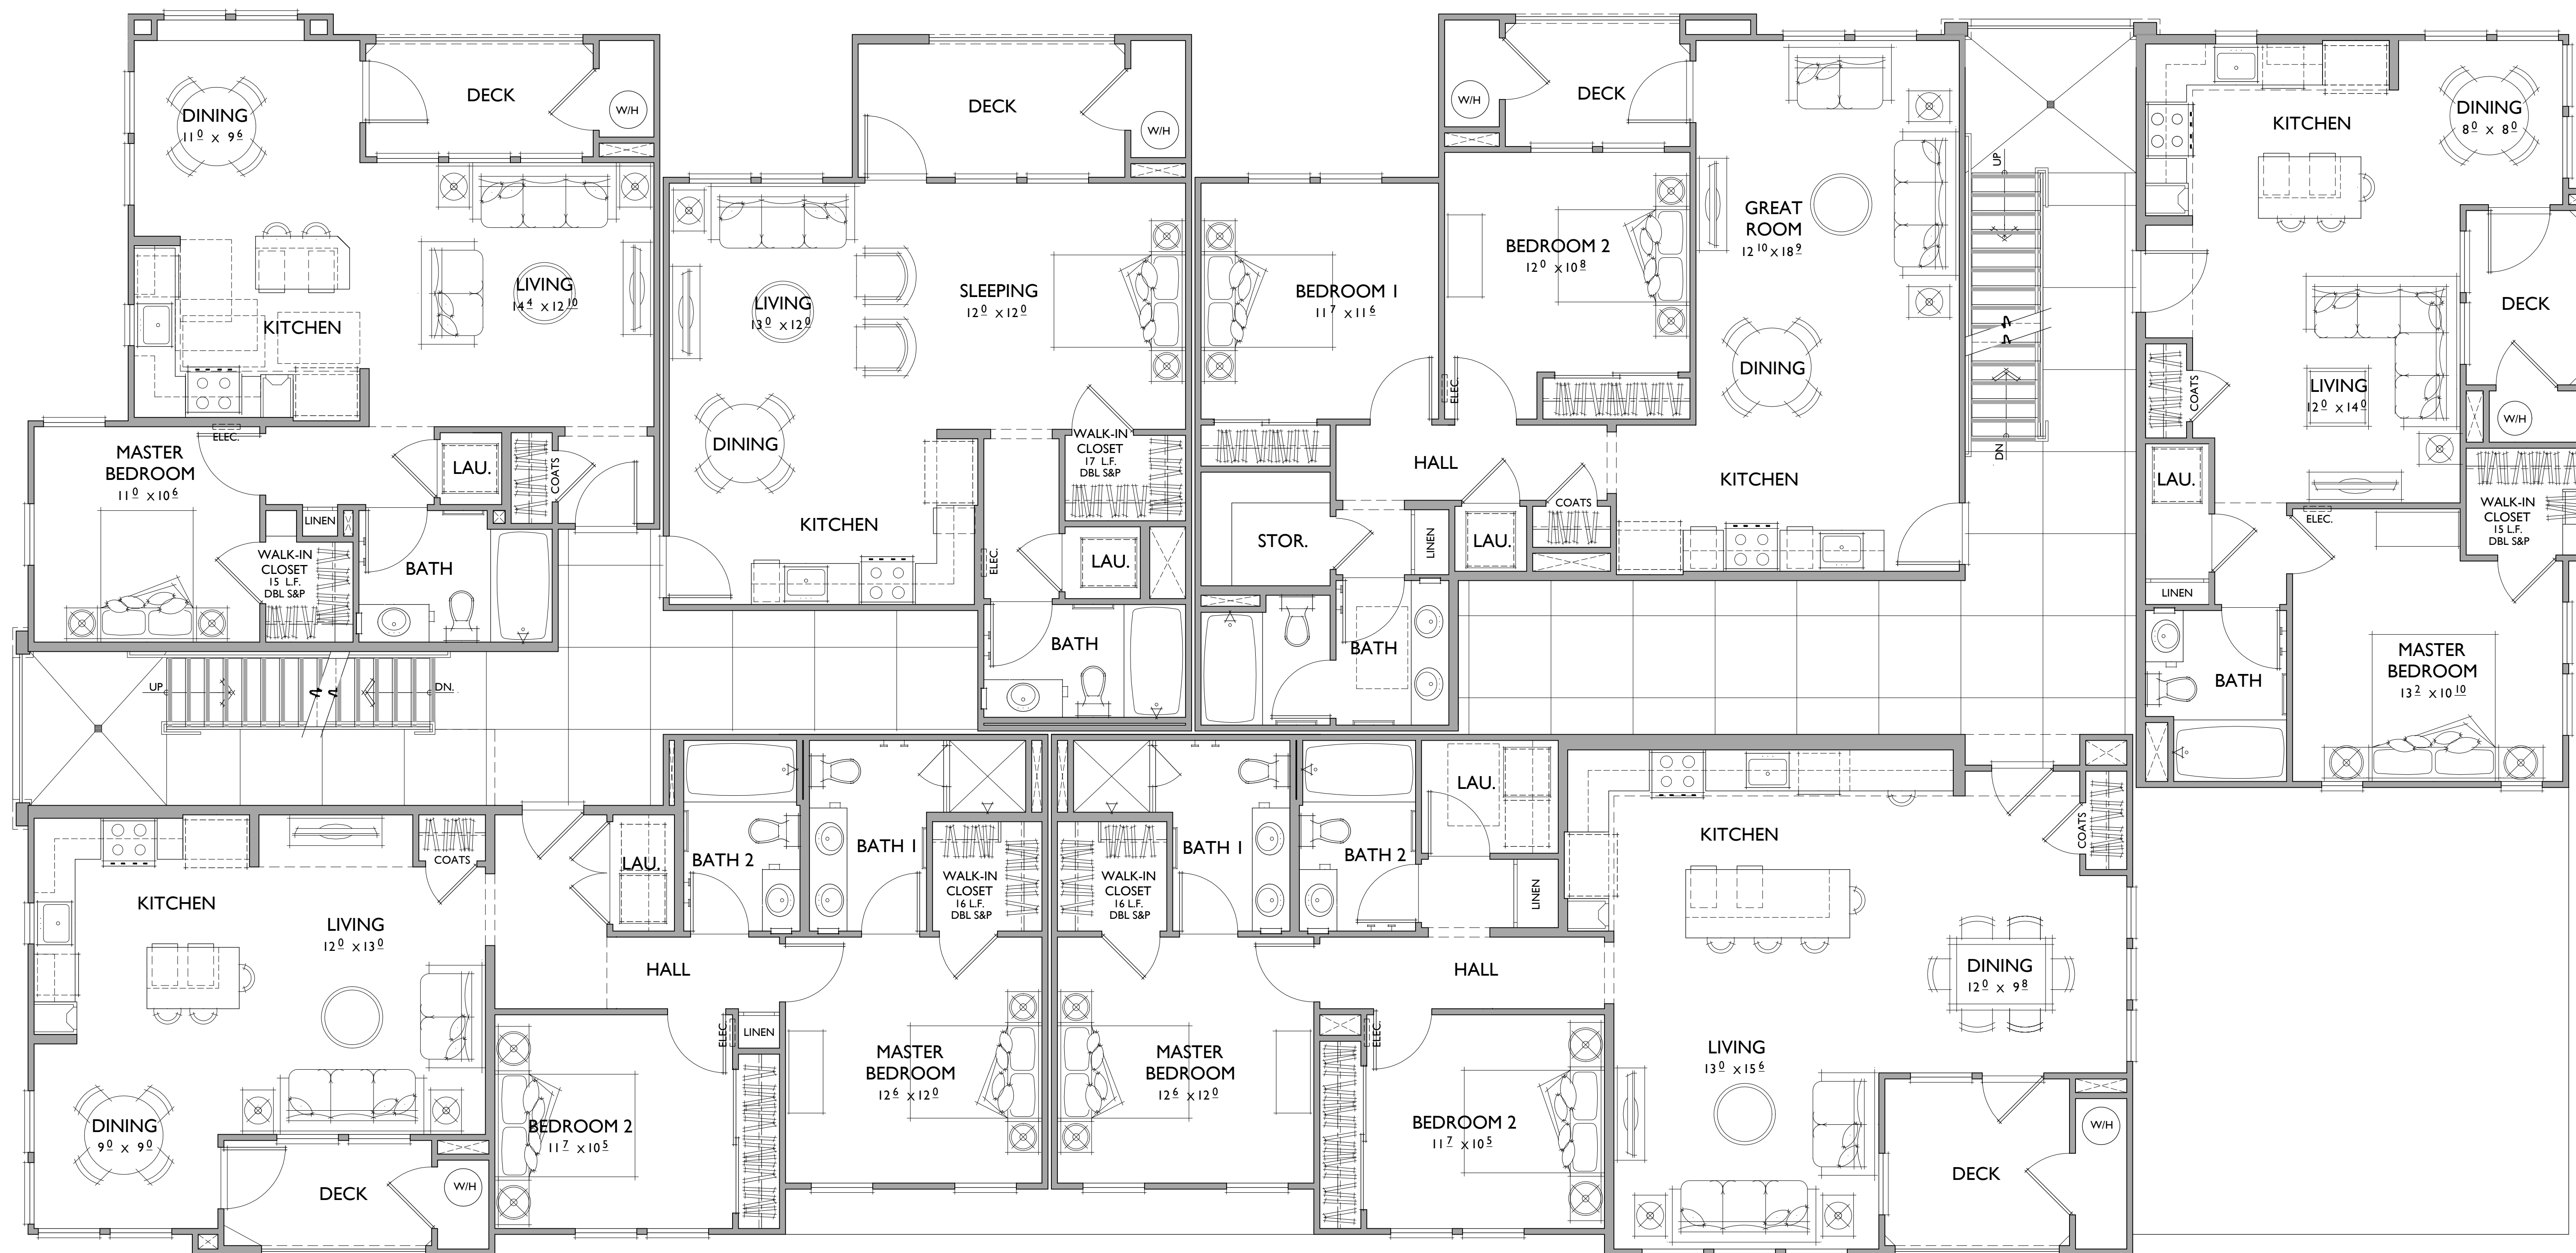 DINING
11⁰ x 9⁶
DECK
W/H
LIVING
14⁴ x 12¹⁰
KITCHEN
ELEC.
MASTER
BEDROOM
11⁰ x 10⁶
LAU.
COATS
LINEN
WALK-IN
CLOSET
15 L.F.
DBL S&P
BATH
UP
DN.
DECK
W/H
LIVING
13⁰ x 12⁰
SLEEPING
12⁰ x 12⁰
DINING
KITCHEN
WALK-IN
CLOSET
17 L.F.
DBL S&P
ELEC.
LAU.
BATH
W/H
DECK
BEDROOM 1
11⁷ x 11⁶
BEDROOM 2
12⁰ x 10⁸
GREAT
ROOM
12¹⁰ x 18⁹
DINING
ELEC.
HALL
KITCHEN
COATS
STOR.
LINEN
LAU.
BATH
UP
DN.
KITCHEN
DINING
8⁰ x 8⁰
DECK
LIVING
12⁰ x 14⁰
COATS
W/H
LAU.
WALK-IN
CLOSET
15 L.F.
DBL S&P
ELEC.
LINEN
BATH
MASTER
BEDROOM
13² x 10¹⁰
COATS
KITCHEN
LIVING
12⁰ x 13⁰
LAU.
BATH 2
BATH 1
WALK-IN
CLOSET
16 L.F.
DBL S&P
HALL
ELEC.
LINEN
MASTER
BEDROOM
12⁶ x 12⁰
DINING
9⁰ x 9⁰
BEDROOM 2
11⁷ x 10⁵
DECK
W/H
WALK-IN
CLOSET
16 L.F.
DBL S&P
BATH 1
BATH 2
LAU.
LINEN
KITCHEN
COATS
HALL
DINING
12⁰ x 9⁸
MASTER
BEDROOM
12⁶ x 12⁰
ELEC.
LIVING
13⁰ x 15⁶
BEDROOM 2
11⁷ x 10⁵
W/H
DECK